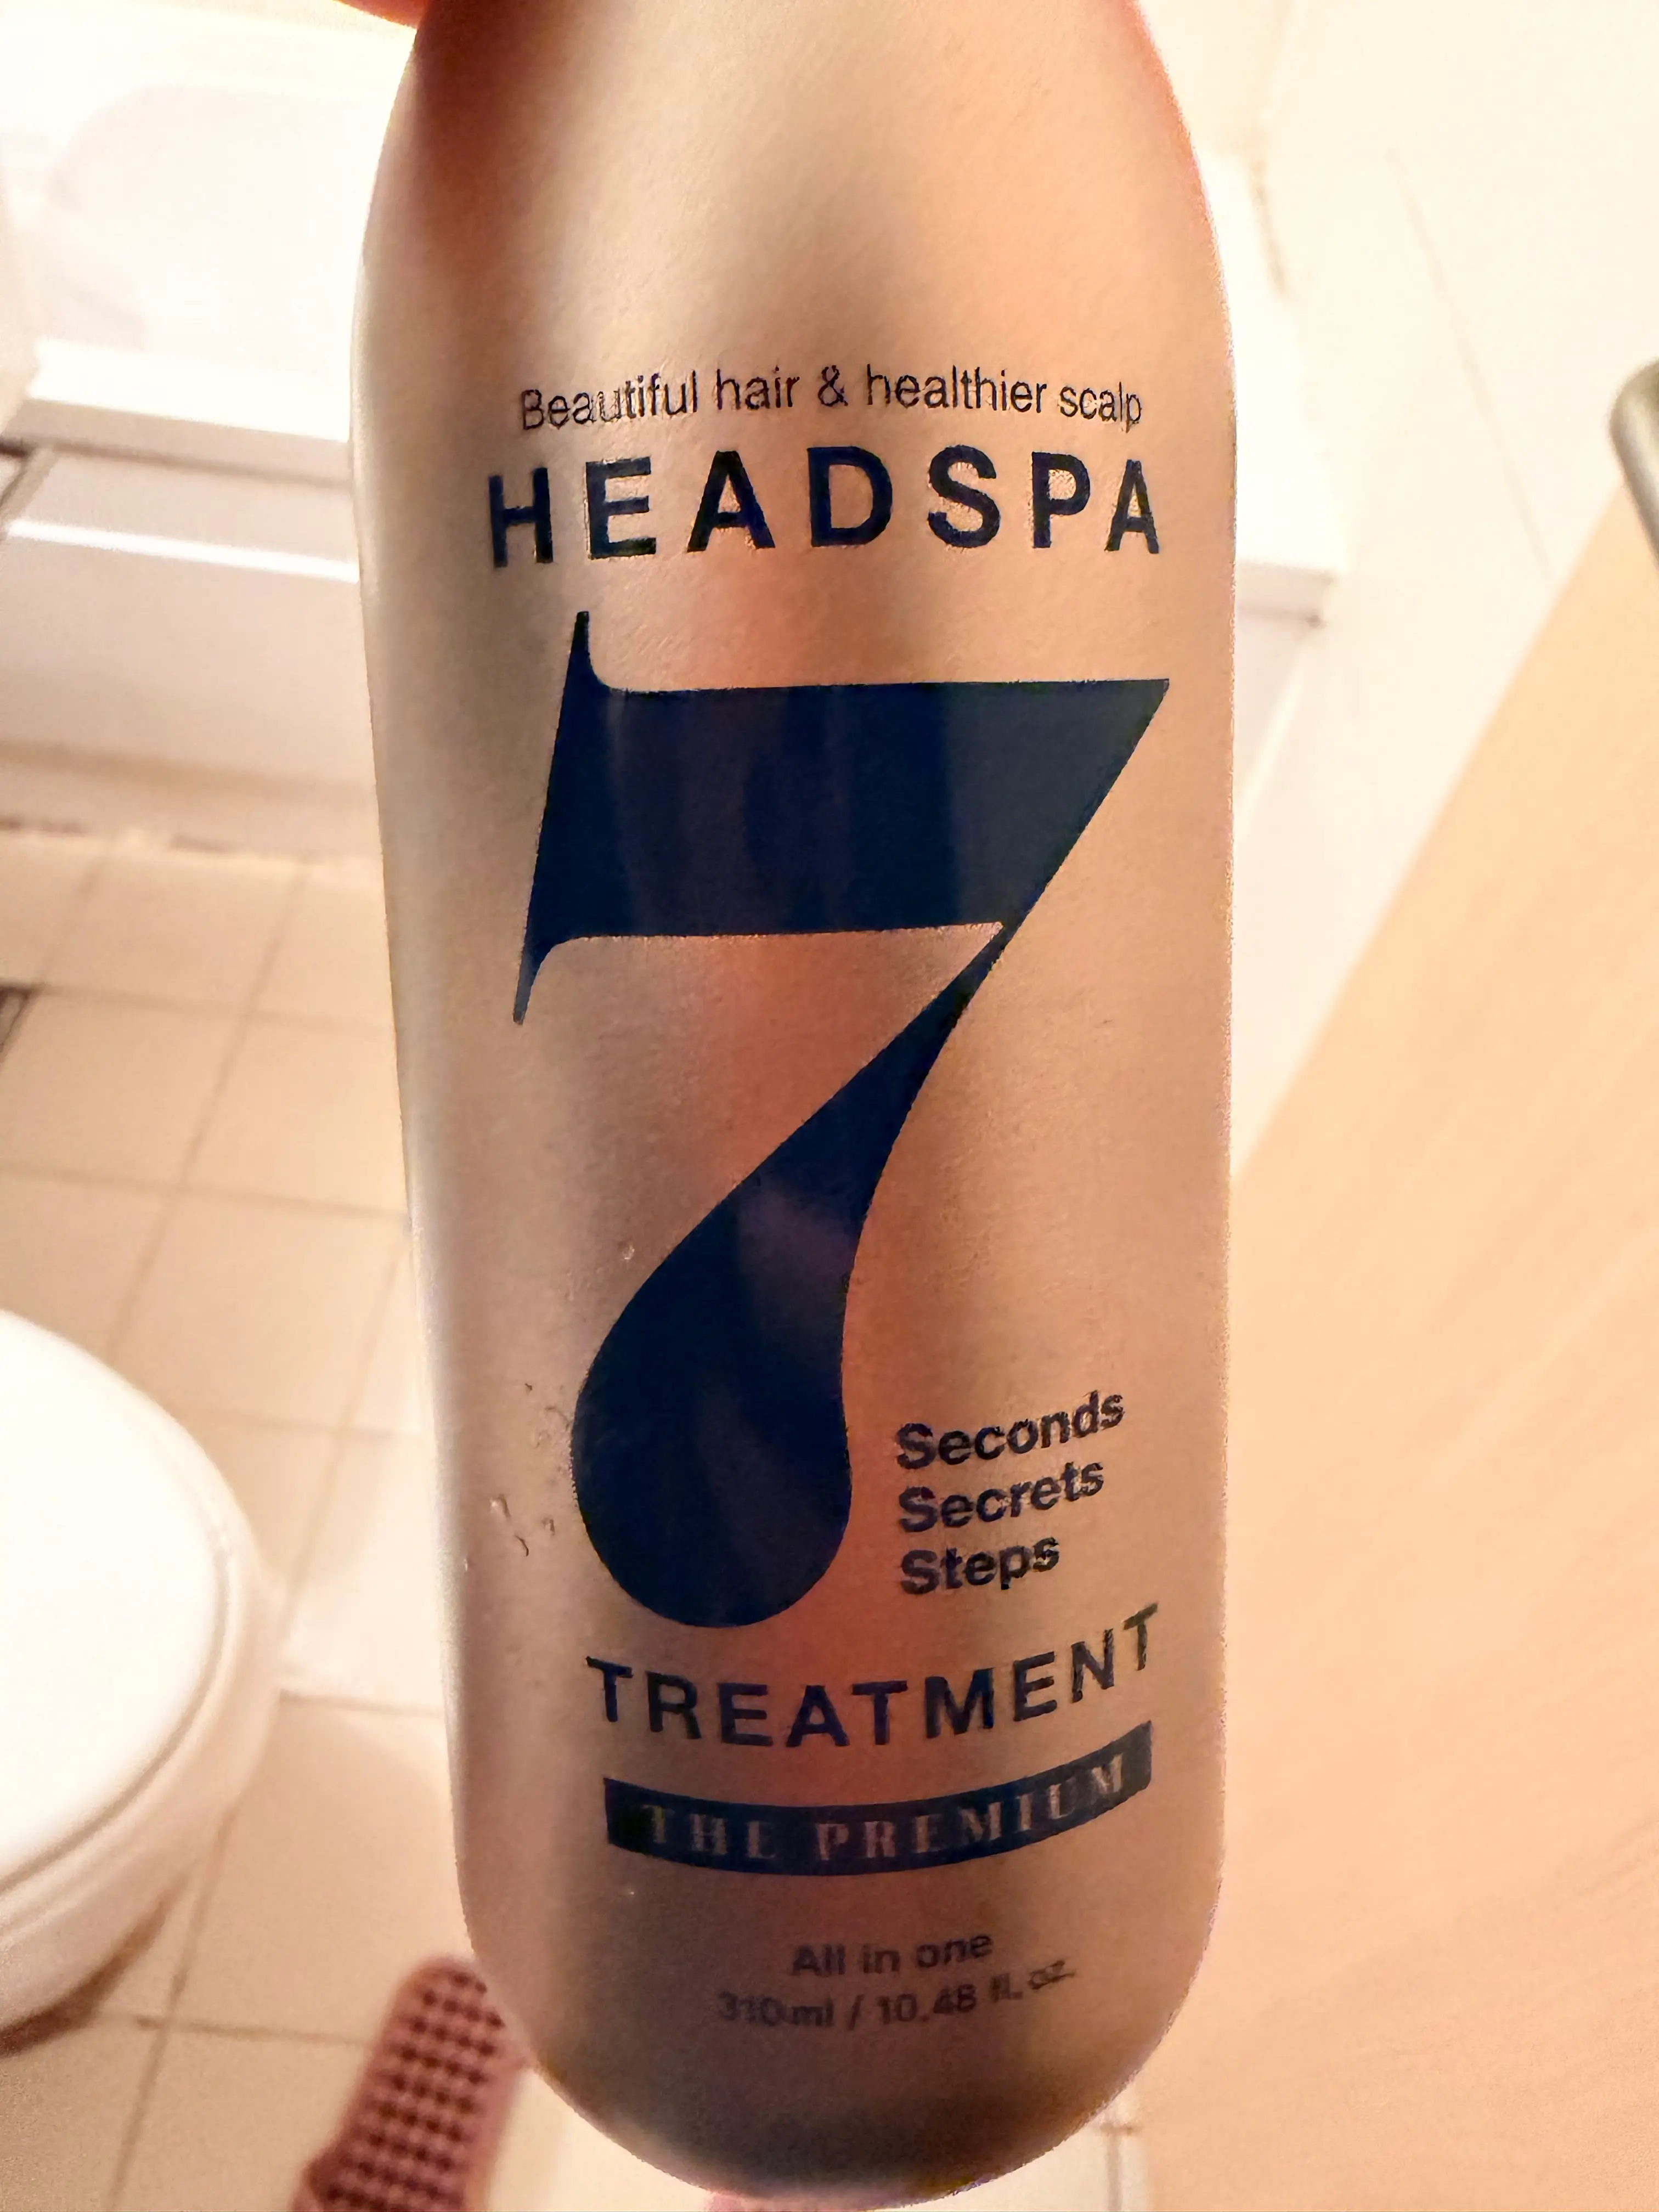 Beautiful hair & healthier scalp
HEADSPA
7
Seconds
Secrets
Steps
TREATMENT
THE PREMIUM
All in one
310ml / 10.48 fl. oz.